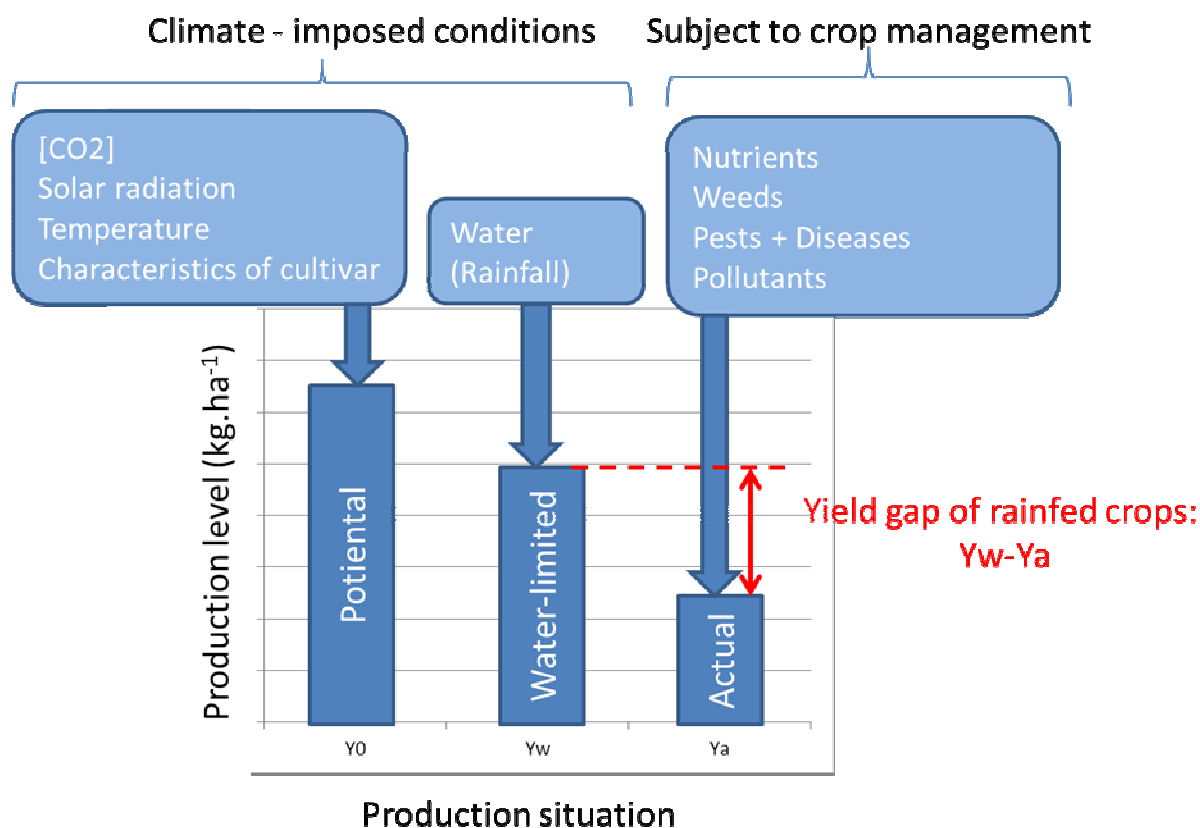 Climate - imposed conditions
Subject to crop management
[CO2]
Solar radiation
Temperature
Characteristics of cultivar
Water
(Rainfall)
Nutrients
Weeds
Pests + Diseases
Pollutants
Production level (kg.ha-1)
Potiental
Water-limited
Actual
Yield gap of rainfed crops:
Yw-Ya
Y0
Yw
Ya
Production situation